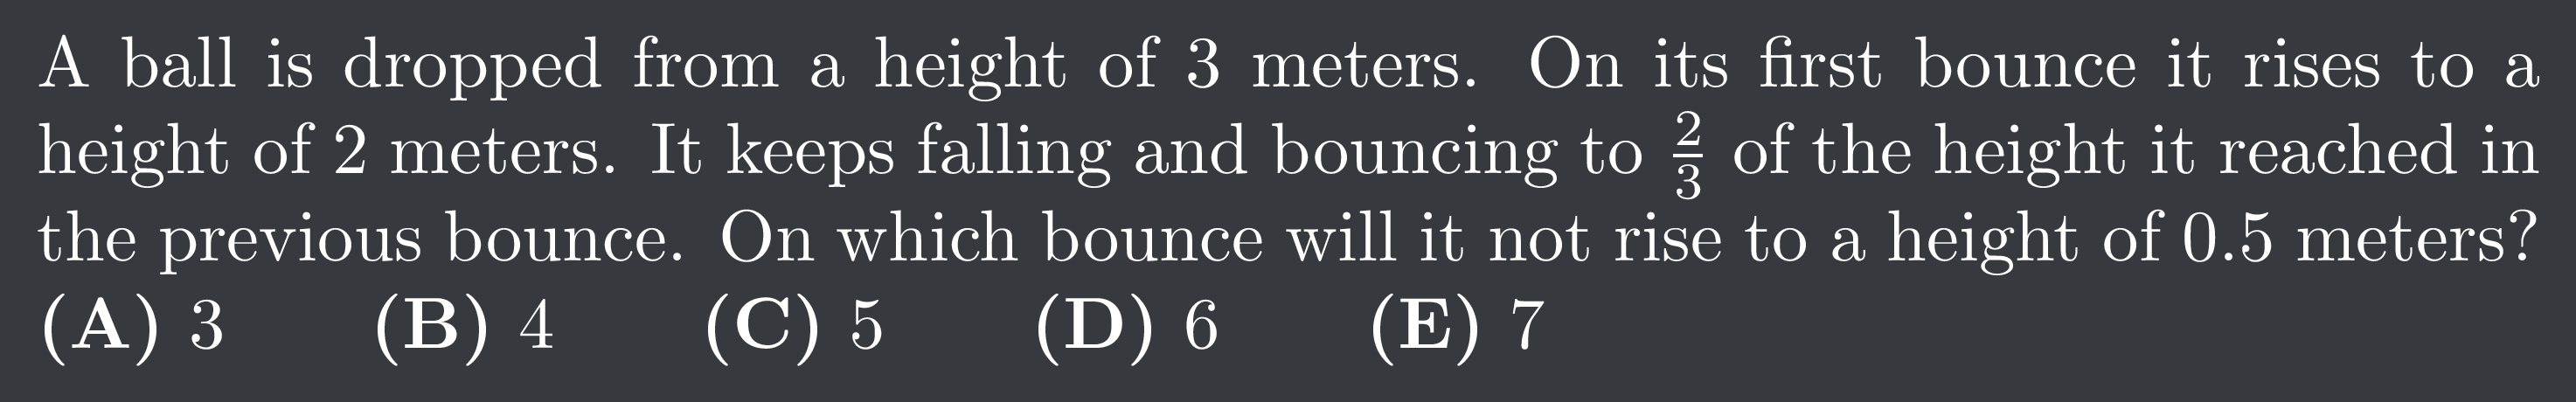 A ball is dropped from a height of 3 meters. On its first bounce it rises to a
height of 2 meters. It keeps falling and bouncing to $\frac{2}{3}$ of the height it reached in
the previous bounce. On which bounce will it not rise to a height of 0.5 meters?
(A) 3 (B) 4 (C) 5 (D) 6 (E) 7